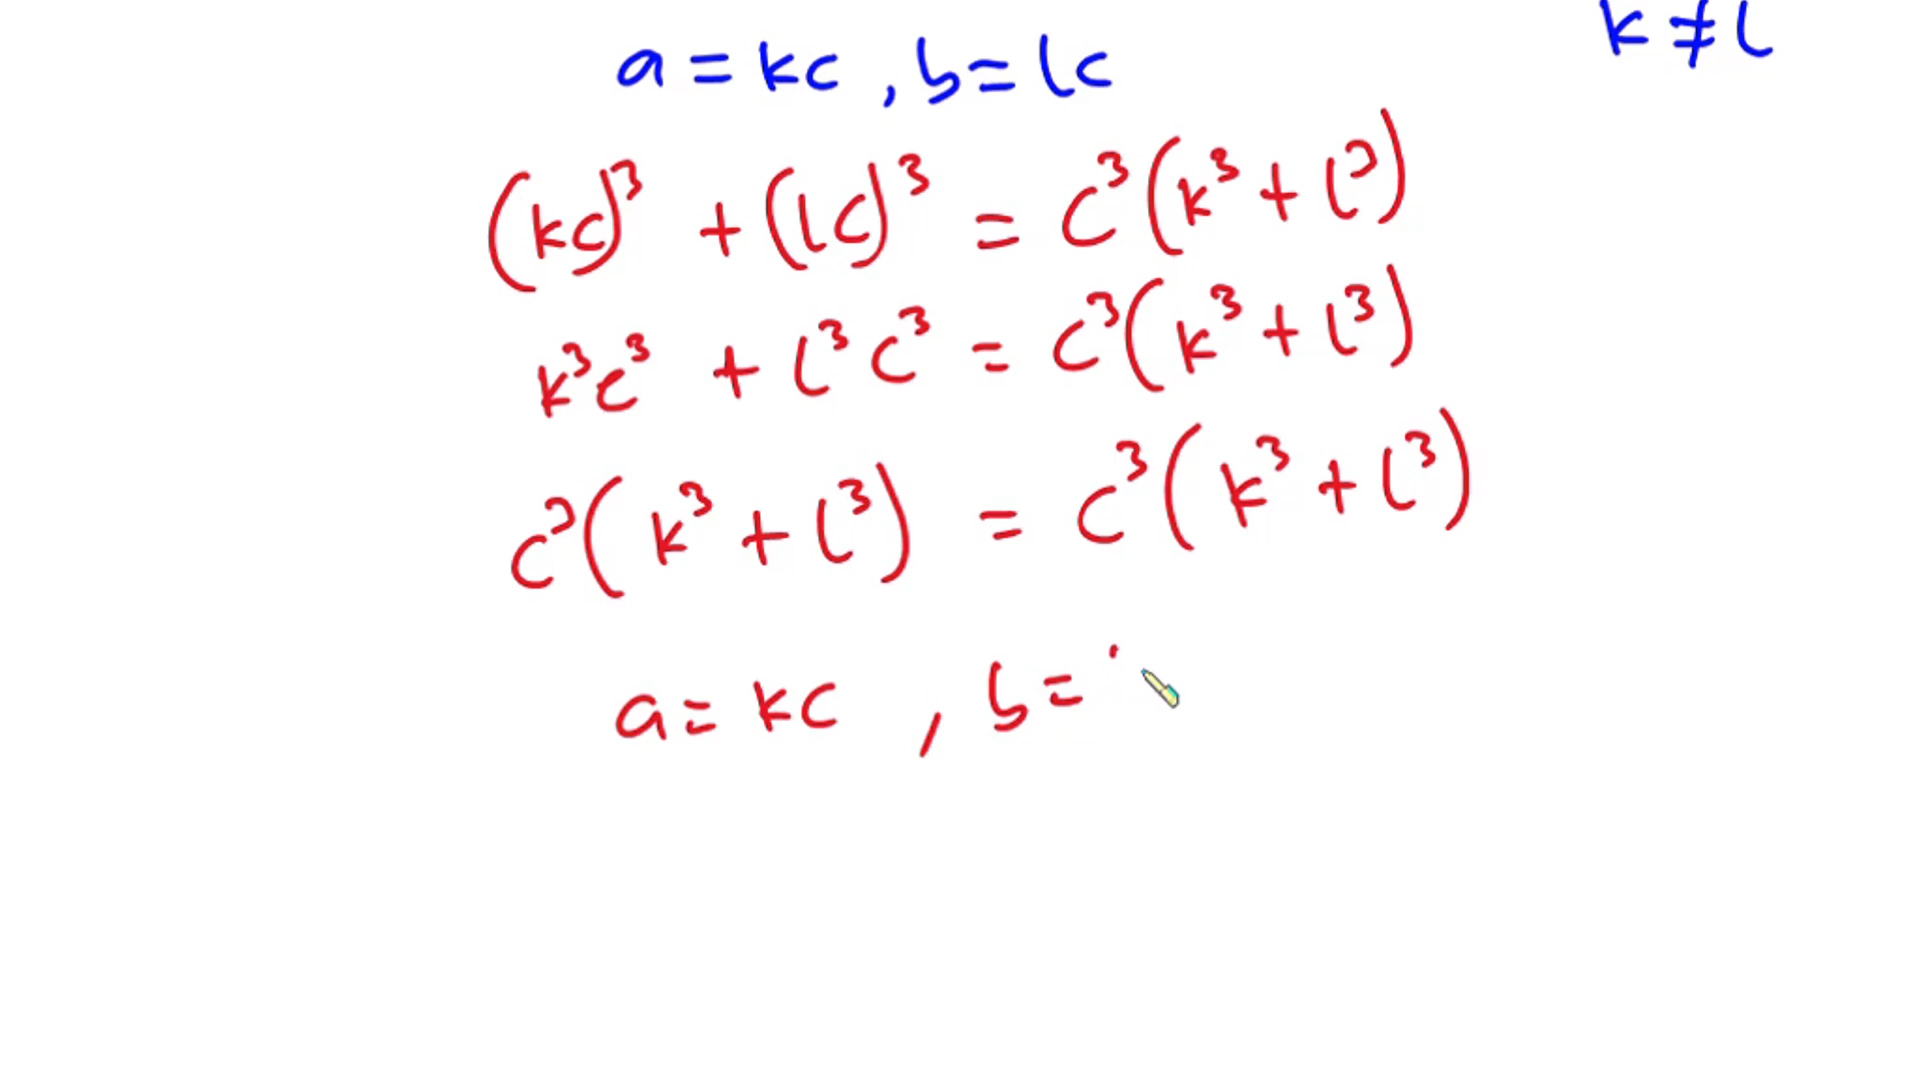 k ≠ l
a = kc , b = lc
(kc)³ + (lc)³ = c³(k³ + l³)
k³c³ + l³c³ = c³(k³ + l³)
c³(k³ + l³) = c³(k³ + l³)
a = kc , b =